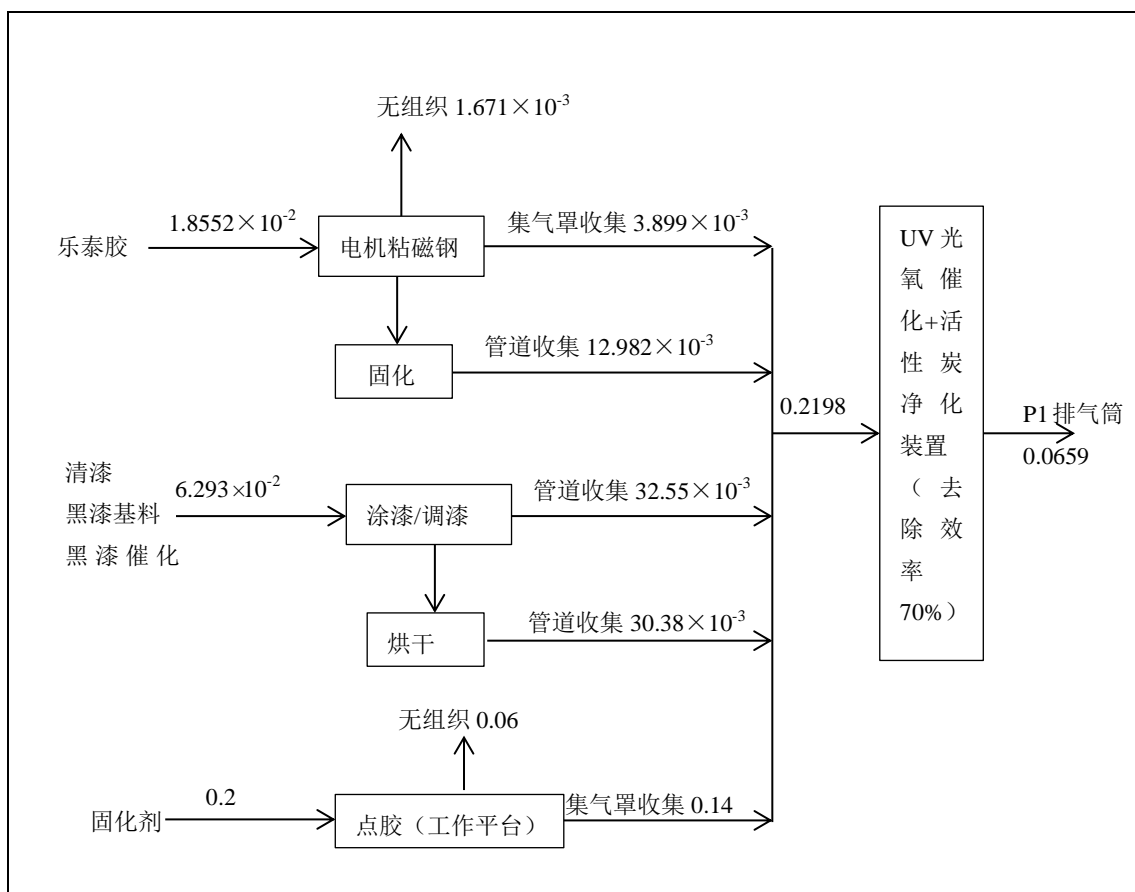 无组织 1.671×10⁻³
乐泰胶
1.8552×10⁻²
电机粘磁钢
集气罩收集 3.899×10⁻³
固化
管道收集 12.982×10⁻³
清漆
黑漆基料
黑漆催化
6.293×10⁻²
涂漆/调漆
管道收集 32.55×10⁻³
烘干
管道收集 30.38×10⁻³
无组织 0.06
固化剂
0.2
点胶（工作平台）
集气罩收集 0.14
0.2198
UV 光
氧催
化+活
性炭
净化
装置
（去
除效
率
70%）
P1 排气筒
0.0659